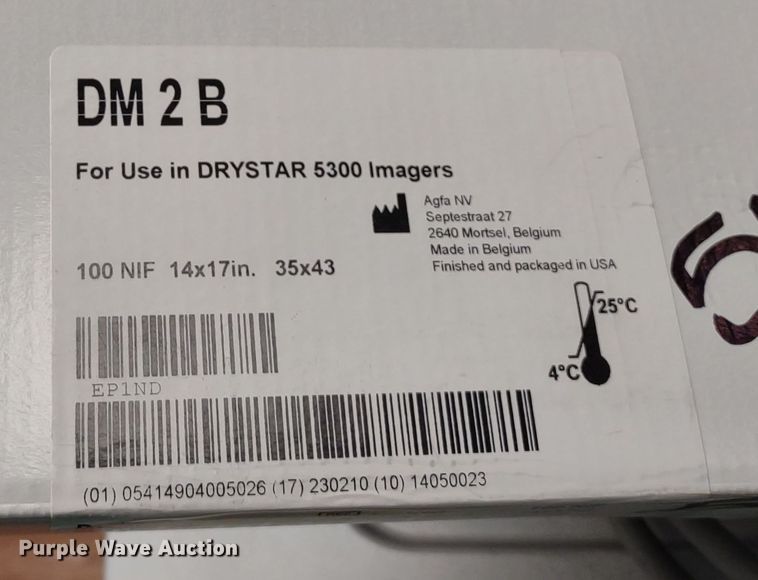 DM 2 B
For Use in DRYSTAR 5300 Imagers
Agfa NV
Septestraat 27
2640 Mortsel, Belgium
Made in Belgium
Finished and packaged in USA
100 NIF 14x17in. 35x43
25°C
4°C
EP1ND
(01) 05414904005026 (17) 230210 (10) 14050023
5
Purple Wave Auction